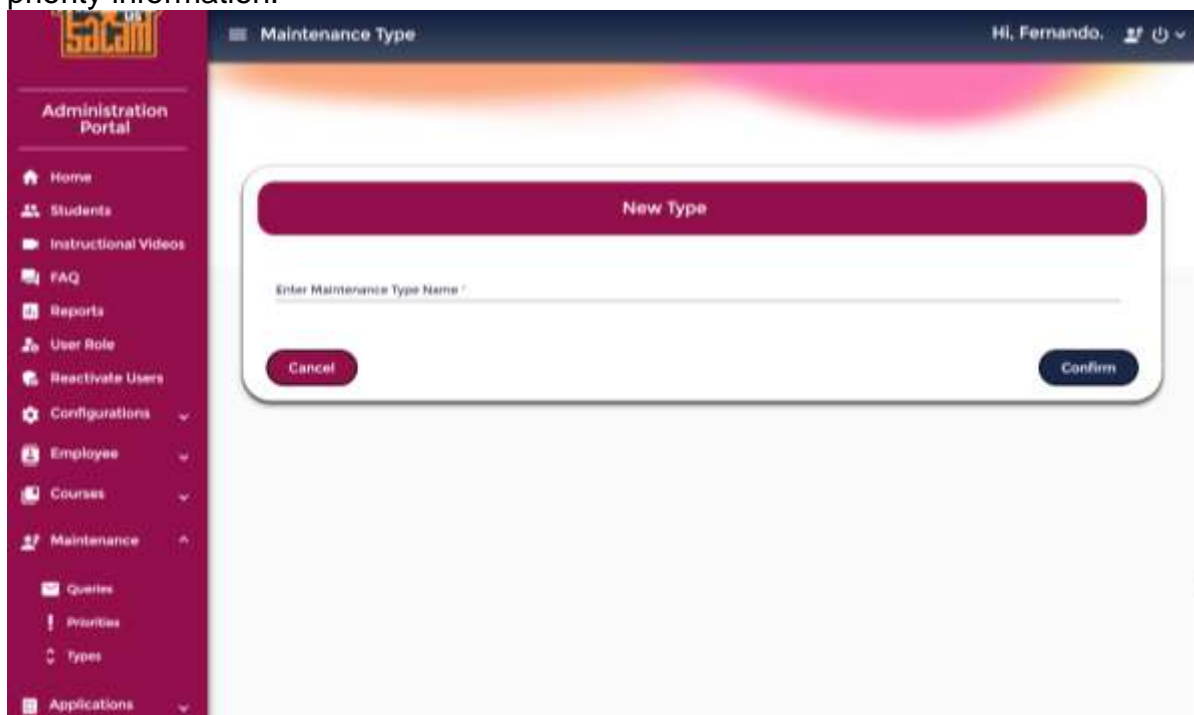 priority information.
us
sacam
Maintenance Type
Hi, Fernando.
Administration
Portal
Home
Students
Instructional Videos
FAQ
Reports
User Role
Reactivate Users
Configurations
Employee
Courses
Maintenance
Queries
Priorities
Types
Applications
New Type
Enter Maintenance Type Name *
Cancel
Confirm